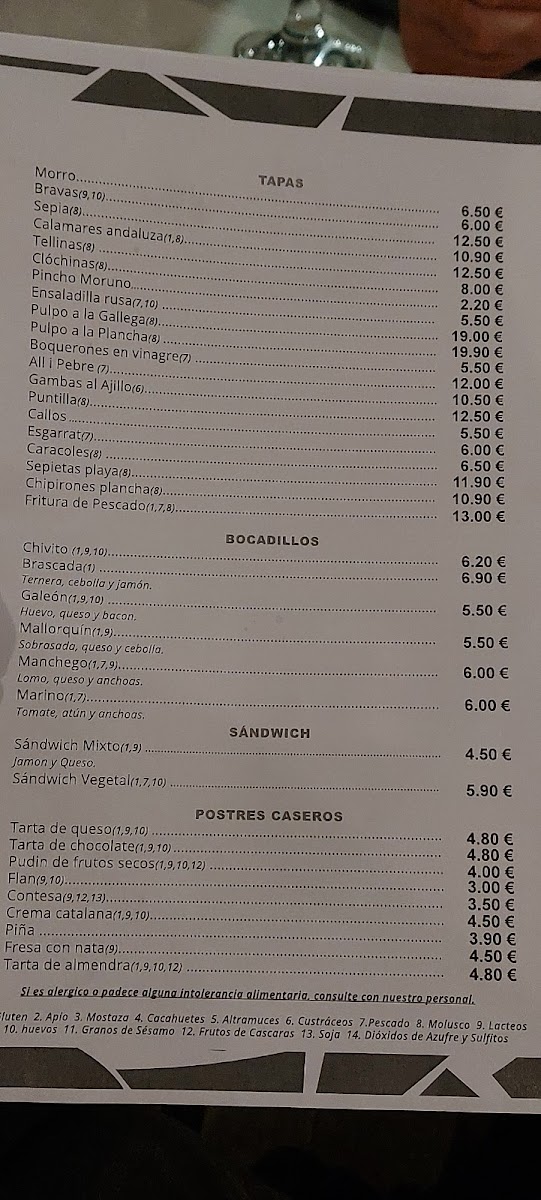 TAPAS
Morro 6.50 €
Bravas(9,10) 6.00 €
Sepia(8) 12.50 €
Calamares andaluza(1,8) 10.90 €
Tellinas(8) 12.50 €
Clóchinas(8) 8.00 €
Pincho Moruno 2.20 €
Ensaladilla rusa(7,10) 5.50 €
Pulpo a la Gallega(8) 19.00 €
Pulpo a la Plancha(8) 19.90 €
Boquerones en vinagre(7) 5.50 €
All i Pebre (7) 12.00 €
Gambas al Ajillo(6) 10.50 €
Puntilla(8) 12.50 €
Callos 5.50 €
Esgarrat(7) 6.00 €
Caracoles(8) 6.50 €
Sepietas playa(8) 11.90 €
Chipirones plancha(8) 10.90 €
Fritura de Pescado(1,7,8) 13.00 €
BOCADILLOS
Chivito (1,9,10) 6.20 €
Brascada(1) 6.90 €
Ternera, cebolla y jamón.
Galeón(1,9,10) 5.50 €
Huevo, queso y bacon.
Mallorquín(1,9) 5.50 €
Sobrasada, queso y cebolla.
Manchego(1,7,9) 6.00 €
Lomo, queso y anchoas.
Marino(1,7) 6.00 €
Tomate, atún y anchoas.
SÁNDWICH
Sándwich Mixto(1,9) 4.50 €
Jamon y Queso.
Sándwich Vegetal(1,7,10) 5.90 €
POSTRES CASEROS
Tarta de queso(1,9,10) 4.80 €
Tarta de chocolate(1,9,10) 4.80 €
Pudin de frutos secos(1,9,10,12) 4.00 €
Flan(9,10) 3.00 €
Contesa(9,12,13) 3.50 €
Crema catalana(1,9,10) 4.50 €
Piña 3.90 €
Fresa con nata(9) 4.50 €
Tarta de almendra(1,9,10,12) 4.80 €
Si es alergico o padece alguna intolerancia alimentaria, consulte con nuestro personal.
luten 2. Apio 3. Mostaza 4. Cacahuetes 5. Altramuces 6. Custráceos 7.Pescado 8. Molusco 9. Lacteos
10. huevos 11. Granos de Sésamo 12. Frutos de Cascaras 13. Soja 14. Dióxidos de Azufre y Sulfitos